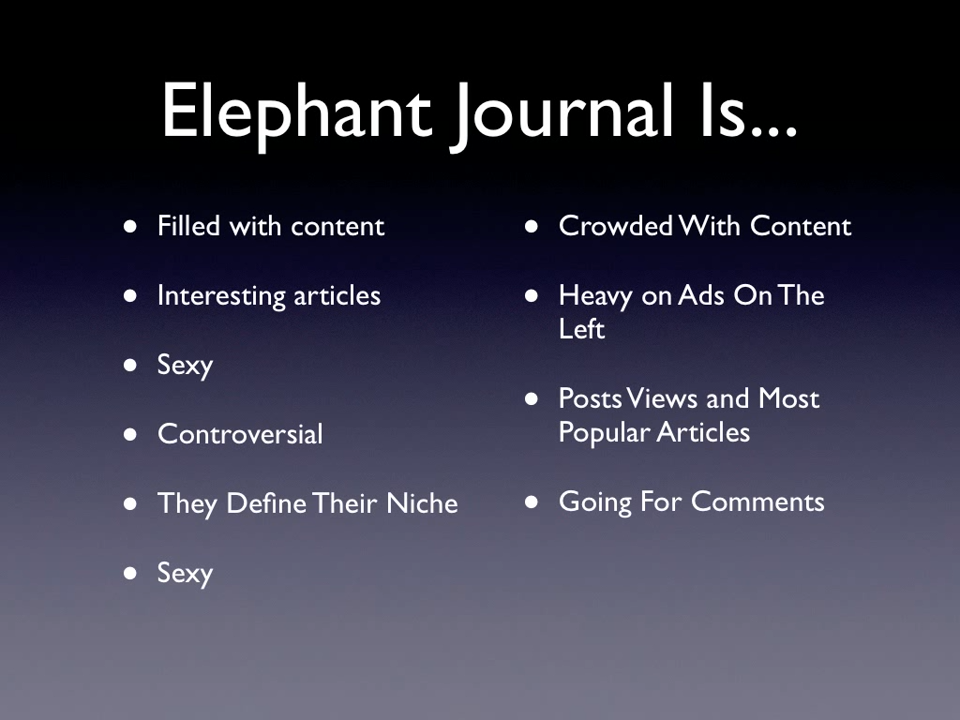 Elephant Journal Is...
• Filled with content
• Interesting articles
• Sexy
• Controversial
• They Define Their Niche
• Sexy
• Crowded With Content
• Heavy on Ads On The
Left
• Posts Views and Most
Popular Articles
• Going For Comments